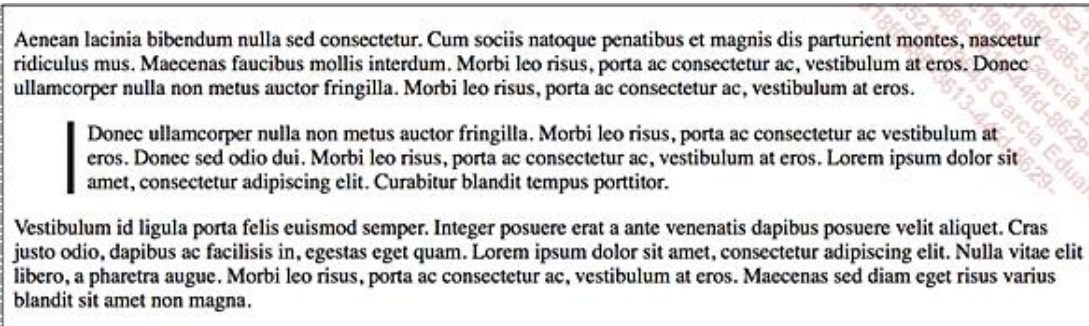 Aenean lacinia bibendum nulla sed consectetur. Cum sociis natoque penatibus et magnis dis parturient montes, nascetur
ridiculus mus. Maecenas faucibus mollis interdum. Morbi leo risus, porta ac consectetur ac, vestibulum at eros. Donec
ullamcorper nulla non metus auctor fringilla. Morbi leo risus, porta ac consectetur ac, vestibulum at eros.
Donec ullamcorper nulla non metus auctor fringilla. Morbi leo risus, porta ac consectetur ac vestibulum at
eros. Donec sed odio dui. Morbi leo risus, porta ac consectetur ac, vestibulum at eros. Lorem ipsum dolor sit
amet, consectetur adipiscing elit. Curabitur blandit tempus porttitor.
Vestibulum id ligula porta felis euismod semper. Integer posuere erat a ante venenatis dapibus posuere velit aliquet. Cras
justo odio, dapibus ac facilisis in, egestas eget quam. Lorem ipsum dolor sit amet, consectetur adipiscing elit. Nulla vitae elit
libero, a pharetra augue. Morbi leo risus, porta ac consectetur ac, vestibulum at eros. Maecenas sed diam eget risus varius
blandit sit amet non magna.